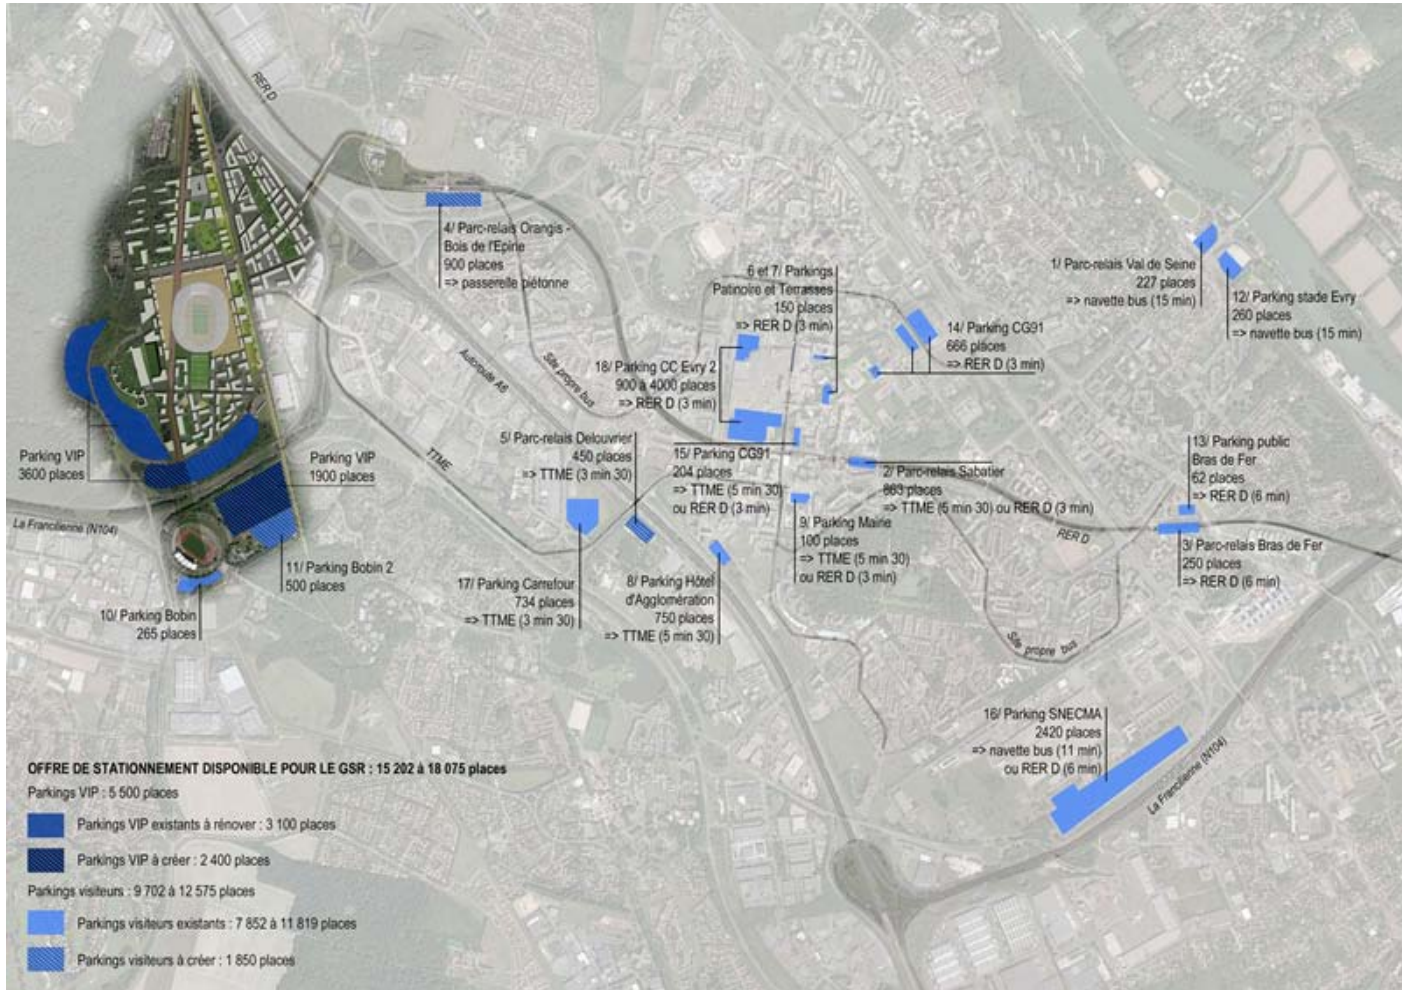 RER D
4/ Parc-relais Orangis -
Bois de l'Epine
900 places
=> passerelle piétonne
6 et 7/ Parkings
Patinoire et Terrasses
150 places
=> RER D (3 min)
1/ Parc-relais Val de Seine
227 places
=> navette bus (15 min)
12/ Parking stade Evry
260 places
=> navette bus (15 min)
14/ Parking CG91
666 places
=> RER D (3 min)
18/ Parking CC Evry 2
900 à 4000 places
=> RER D (3 min)
Autoroute A6
Site propre bus
TTME
Parking VIP
3600 places
Parking VIP
1900 places
5/ Parc-relais Delouvrier
450 places
=> TTME (3 min 30)
15/ Parking CG91
204 places
=> TTME (5 min 30)
ou RER D (3 min)
2/ Parc-relais Sabatier
863 places
=> TTME (5 min 30) ou RER D (3 min)
13/ Parking public
Bras de Fer
62 places
=> RER D (6 min)
La Francilienne (N104)
9/ Parking Mairie
100 places
=> TTME (5 min 30)
ou RER D (3 min)
RER D
3/ Parc-relais Bras de Fer
250 places
=> RER D (6 min)
11/ Parking Bobin 2
500 places
10/ Parking Bobin
265 places
17/ Parking Carrefour
734 places
=> TTME (3 min 30)
8/ Parking Hôtel
d'Agglomération
750 places
=> TTME (5 min 30)
Site propre bus
16/ Parking SNECMA
2420 places
=> navette bus (11 min)
ou RER D (6 min)
La Francilienne (N104)
OFFRE DE STATIONNEMENT DISPONIBLE POUR LE GSR : 15 202 à 18 075 places
Parkings VIP : 5 500 places
Parkings VIP existants à rénover : 3 100 places
Parkings VIP à créer : 2 400 places
Parkings visiteurs : 9 702 à 12 575 places
Parkings visiteurs existants : 7 852 à 11 819 places
Parkings visiteurs à créer : 1 850 places